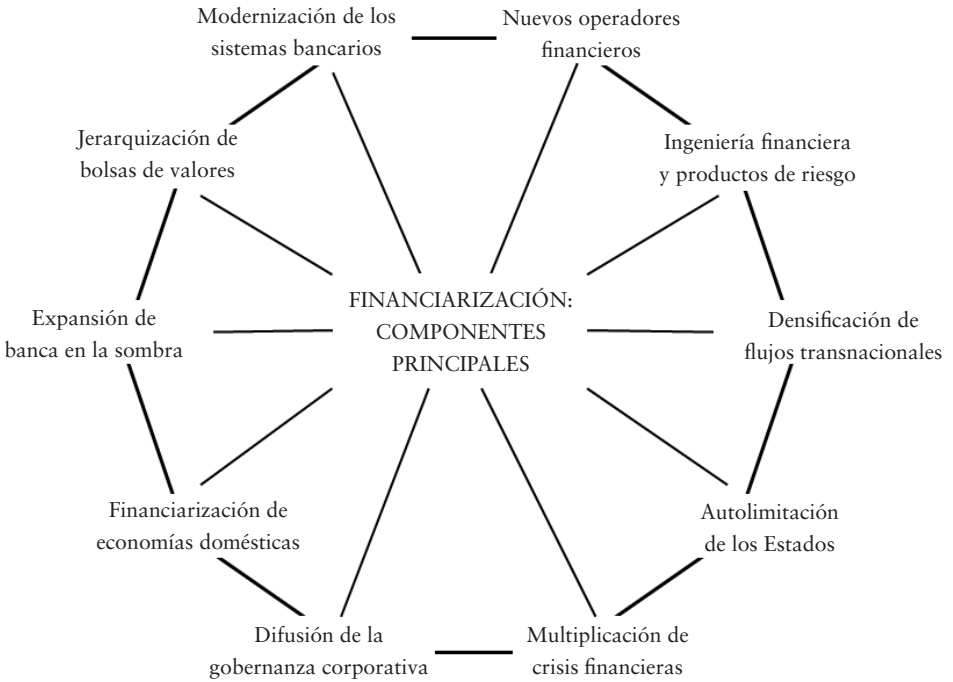 Modernización de los
sistemas bancarios
Nuevos operadores
financieros
Jerarquización de
bolsas de valores
Ingeniería financiera
y productos de riesgo
FINANCIARIZACIÓN:
COMPONENTES
PRINCIPALES
Expansión de
banca en la sombra
Densificación de
flujos transnacionales
Financiarización de
economías domésticas
Autolimitación
de los Estados
Difusión de la
gobernanza corporativa
Multiplicación de
crisis financieras